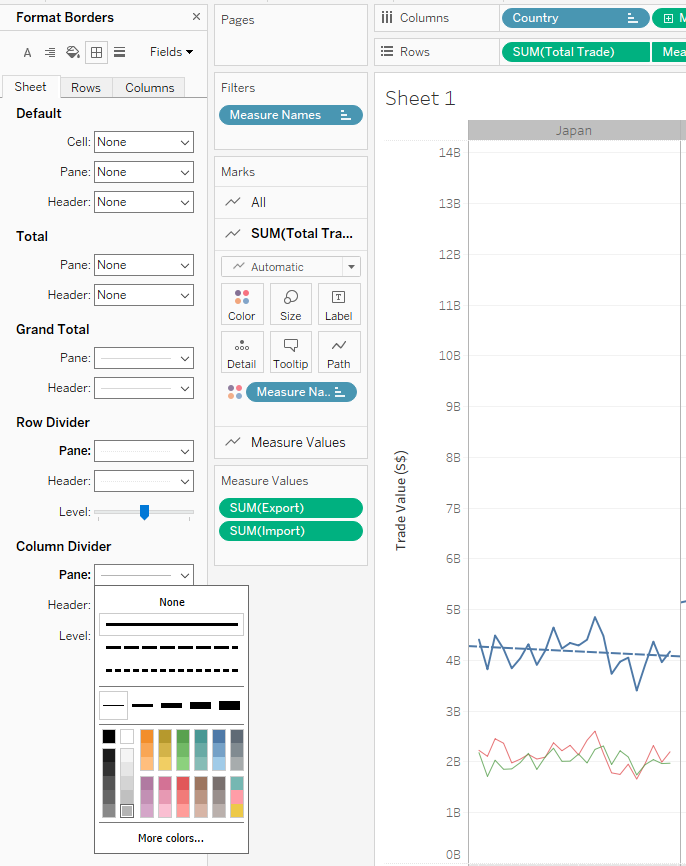 Format Borders
A
Fields
Sheet
Rows
Columns
Default
Cell: None
Pane: None
Header: None
Total
Pane: None
Header: None
Grand Total
Pane:
Header:
Row Divider
Pane:
Header:
Level:
Column Divider
Pane:
Header:
Level:
None
More colors...
Pages
Filters
Measure Names
Marks
All
SUM(Total Tra...
Automatic
Color
Size
T
Label
Detail
Tooltip
Path
Measure Na..
Measure Values
Measure Values
SUM(Export)
SUM(Import)
Columns
Country
M
Rows
SUM(Total Trade)
Mea
Sheet 1
Japan
Trade Value (S$)
14B
13B
12B
11B
10B
9B
8B
7B
6B
5B
4B
3B
2B
1B
0B